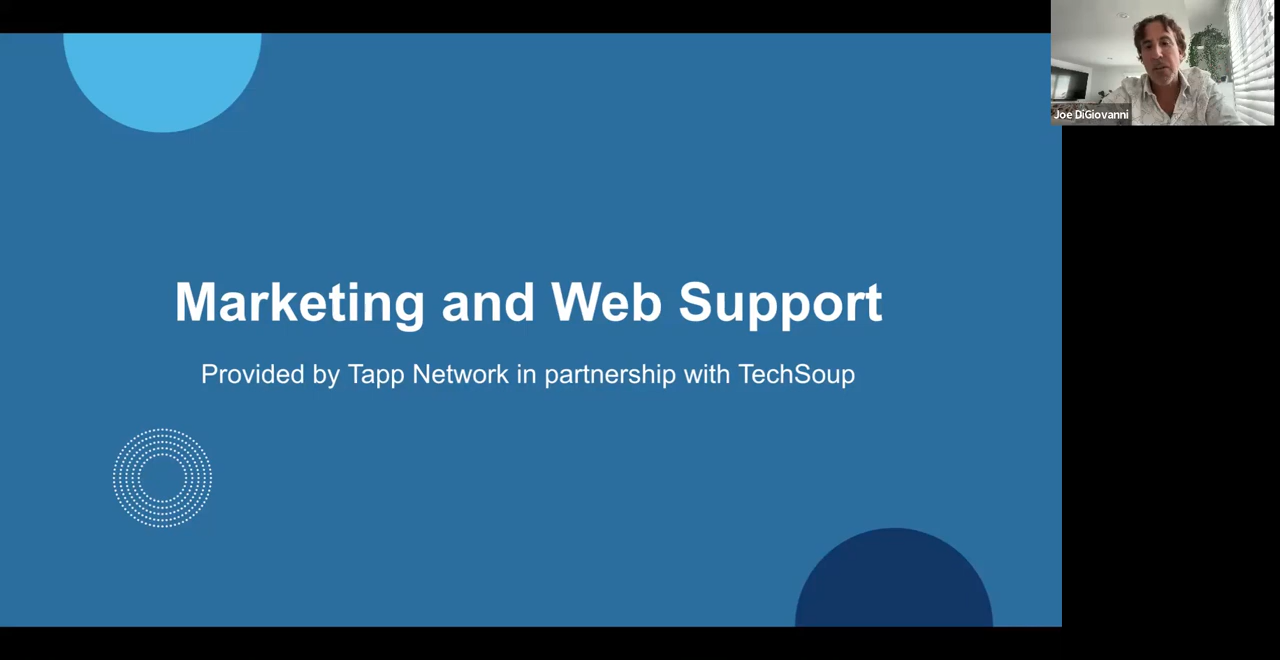 Joe DiGiovanni
Marketing and Web Support
Provided by Tapp Network in partnership with TechSoup